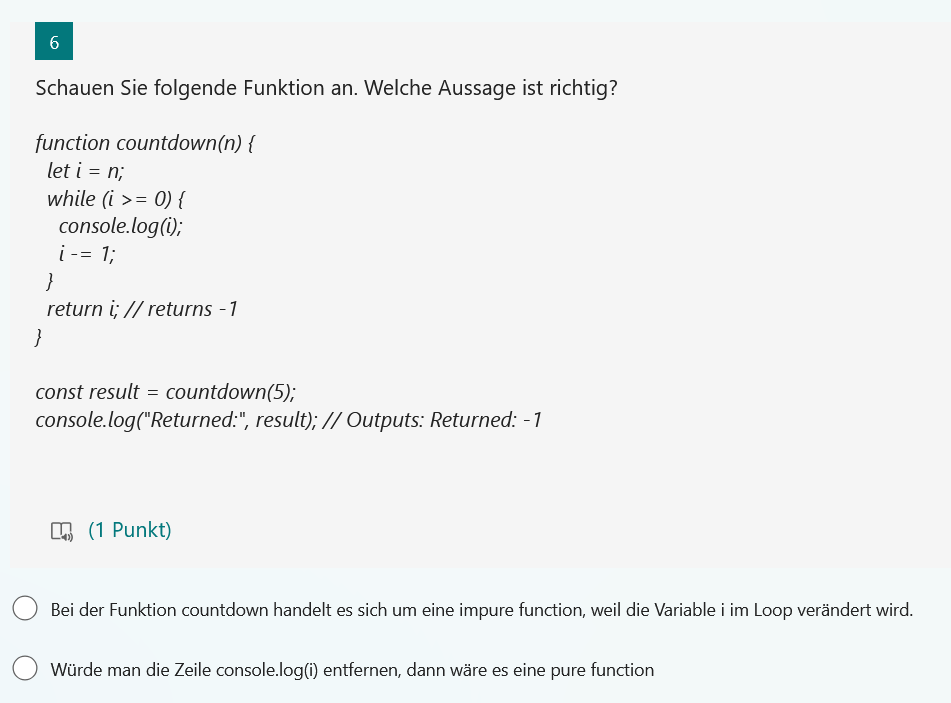 6
Schauen Sie folgende Funktion an. Welche Aussage ist richtig?
function countdown(n) {
let i = n;
while (i >= 0) {
console.log(i);
i -= 1;
}
return i; // returns -1
}
const result = countdown(5);
console.log("Returned:", result); // Outputs: Returned: -1
(1 Punkt)
Bei der Funktion countdown handelt es sich um eine impure function, weil die Variable i im Loop verändert wird.
Würde man die Zeile console.log(i) entfernen, dann wäre es eine pure function